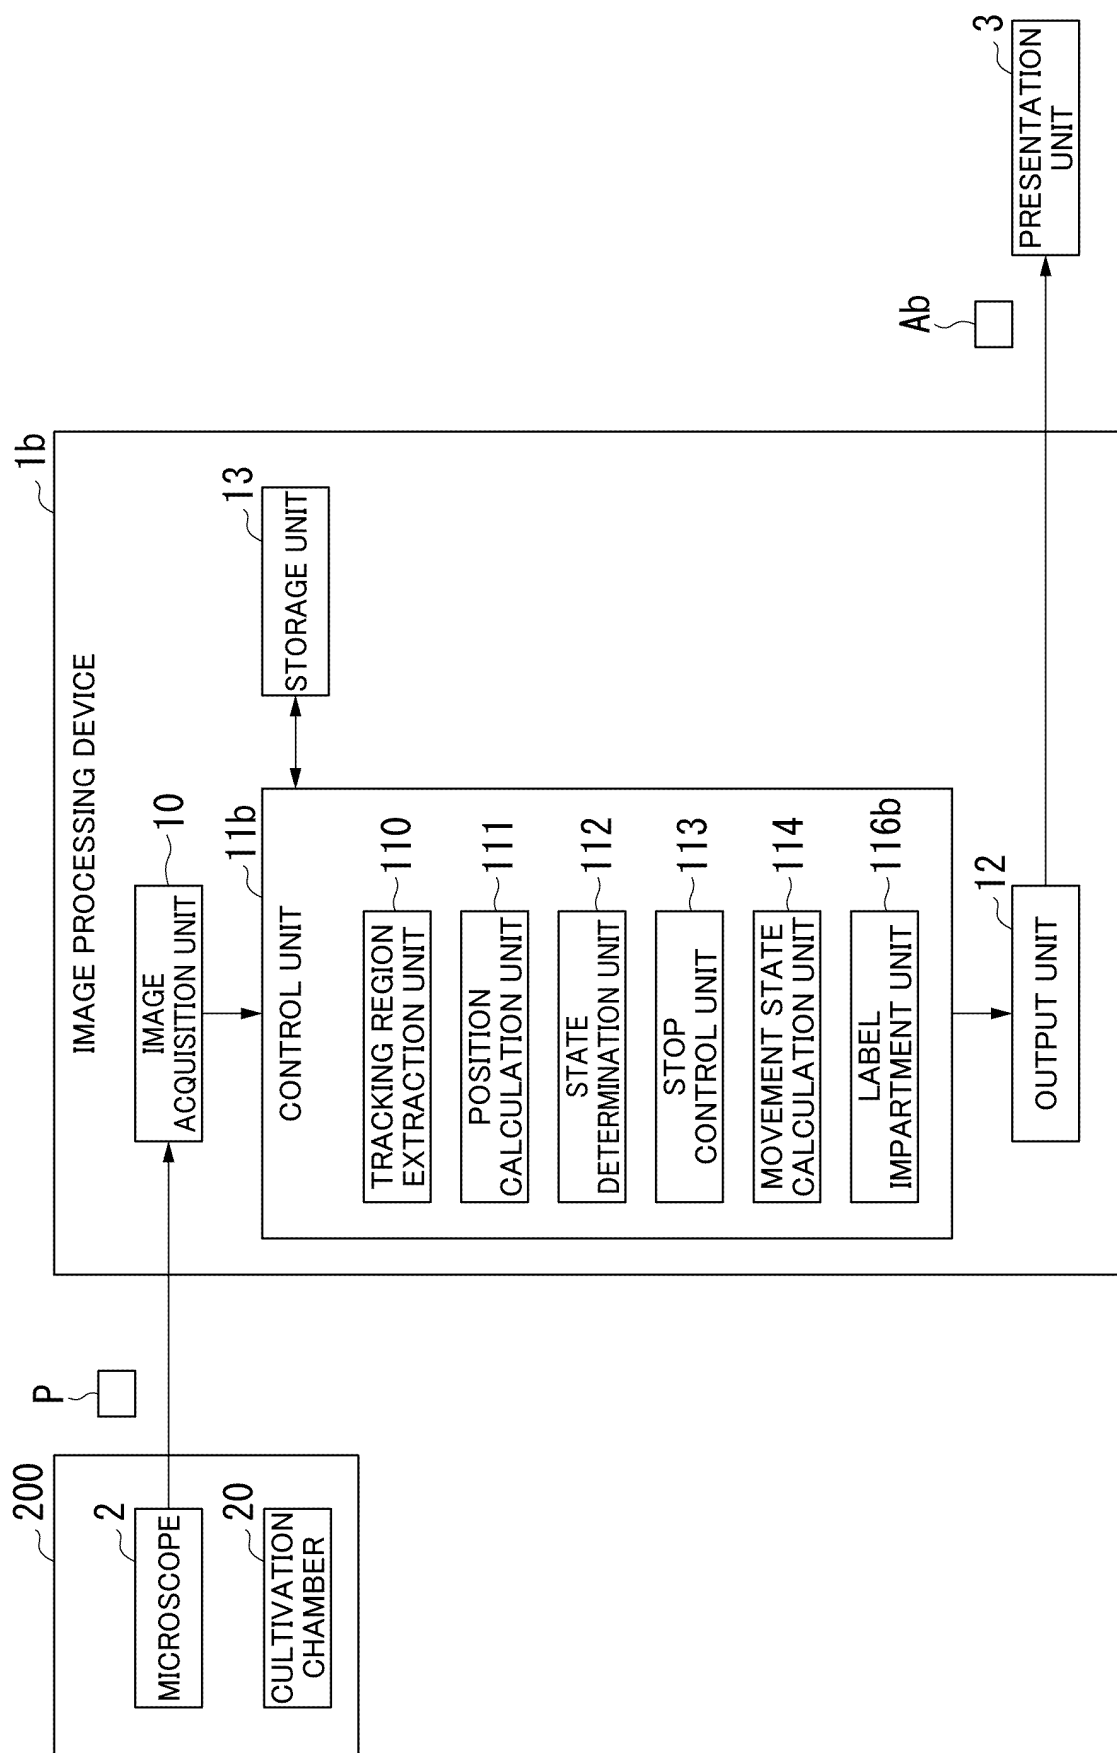 200
2
MICROSCOPE
20
CULTIVATION
CHAMBER
P
1b
IMAGE PROCESSING DEVICE
10
IMAGE
ACQUISITION UNIT
11b
CONTROL UNIT
110
TRACKING REGION
EXTRACTION UNIT
111
POSITION
CALCULATION UNIT
112
STATE
DETERMINATION UNIT
113
STOP
CONTROL UNIT
114
MOVEMENT STATE
CALCULATION UNIT
116b
LABEL
IMPARTMENT UNIT
13
STORAGE UNIT
12
OUTPUT UNIT
Ab
3
PRESENTATION
UNIT